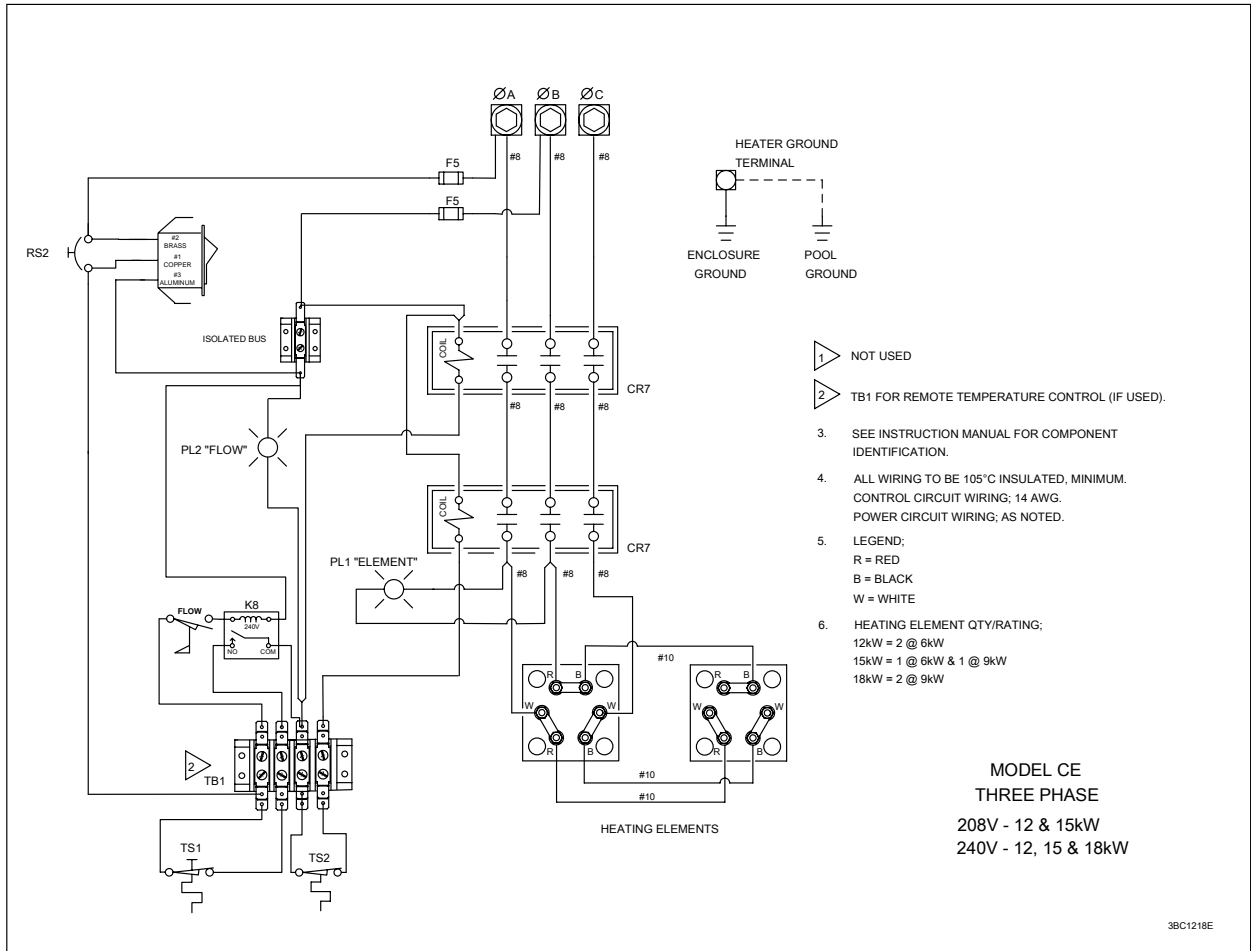 ØA ØB ØC
#8 #8 #8
F5
F5
HEATER GROUND
TERMINAL
ENCLOSURE
GROUND
POOL
GROUND
RS2
#2
BRASS
#1
COPPER
#3
ALUMINUM
ISOLATED BUS
COIL
CR7
#8 #8 #8
PL2 "FLOW"
COIL
CR7
PL1 "ELEMENT"
#8 #8 #8
FLOW
K8
240V
NO COM
#10
R B
W W
R B
R B
W W
R B
#10
#10
HEATING ELEMENTS
2
TB1
TS1
TS2
1 NOT USED
2 TB1 FOR REMOTE TEMPERATURE CONTROL (IF USED).
3. SEE INSTRUCTION MANUAL FOR COMPONENT
IDENTIFICATION.
4. ALL WIRING TO BE 105°C INSULATED, MINIMUM.
CONTROL CIRCUIT WIRING; 14 AWG.
POWER CIRCUIT WIRING; AS NOTED.
5. LEGEND;
R = RED
B = BLACK
W = WHITE
6. HEATING ELEMENT QTY/RATING;
12kW = 2 @ 6kW
15kW = 1 @ 6kW & 1 @ 9kW
18kW = 2 @ 9kW
MODEL CE
THREE PHASE
208V - 12 & 15kW
240V - 12, 15 & 18kW
3BC1218E